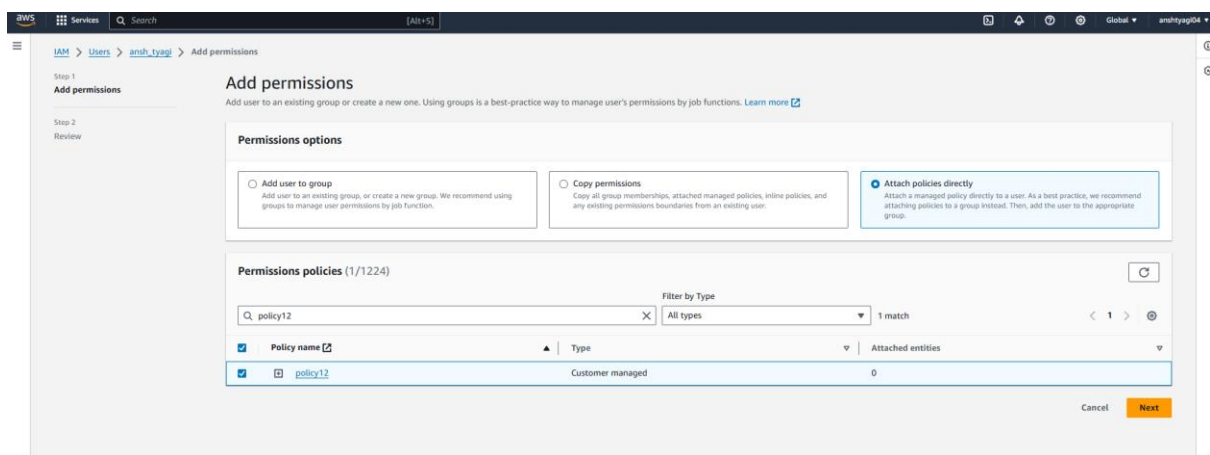 aws Services Search [Alt+S] Global anshtyagi04
IAM > Users > ansh_tyagi > Add permissions
Step 1
Add permissions
Step 2
Review
Add permissions
Add user to an existing group or create a new one. Using groups is a best-practice way to manage user's permissions by job functions. Learn more
Permissions options
Add user to group
Add user to an existing group, or create a new group. We recommend using
groups to manage user permissions by job function.
Copy permissions
Copy all group memberships, attached managed policies, inline policies, and
any existing permissions boundaries from an existing user.
Attach policies directly
Attach a managed policy directly to a user. As a best practice, we recommend
attaching policies to a group instead. Then, add the user to the appropriate
group.
Permissions policies (1/1224)
Filter by Type
policy12 All types 1 match 1
Policy name Type Attached entities
policy12 Customer managed 0
Cancel Next